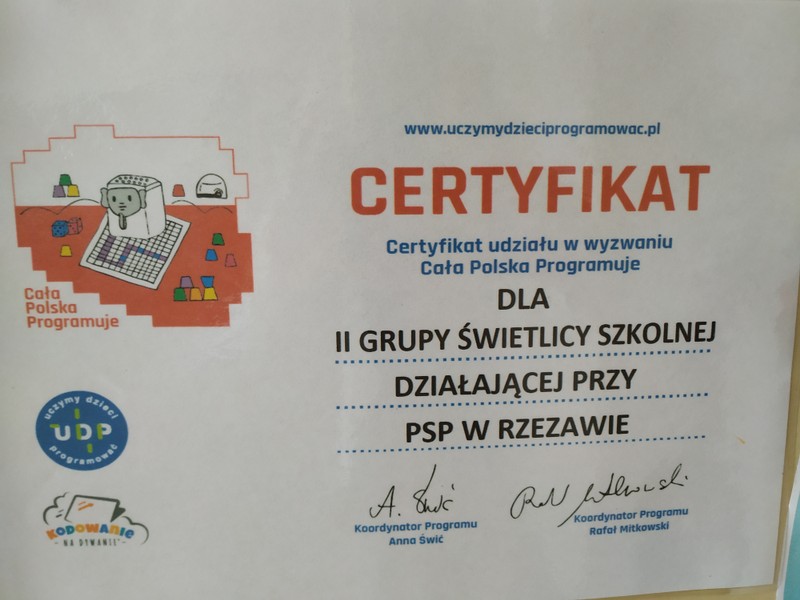 www.uczymydzieciprogramowac.pl
CERTYFIKAT
Certyfikat udziału w wyzwaniu
Cała Polska Programuje
DLA
II GRUPY ŚWIETLICY SZKOLNEJ
DZIAŁAJĄCEJ PRZY
PSP W RZEZAWIE
A. Świć
Koordynator Programu
Anna Świć
Koordynator Programu
Rafał Mitkowski
Cała
Polska
Programuje
uczymy dzieci
UDP
programować
KODOWANIE
- NA DYWANIE -